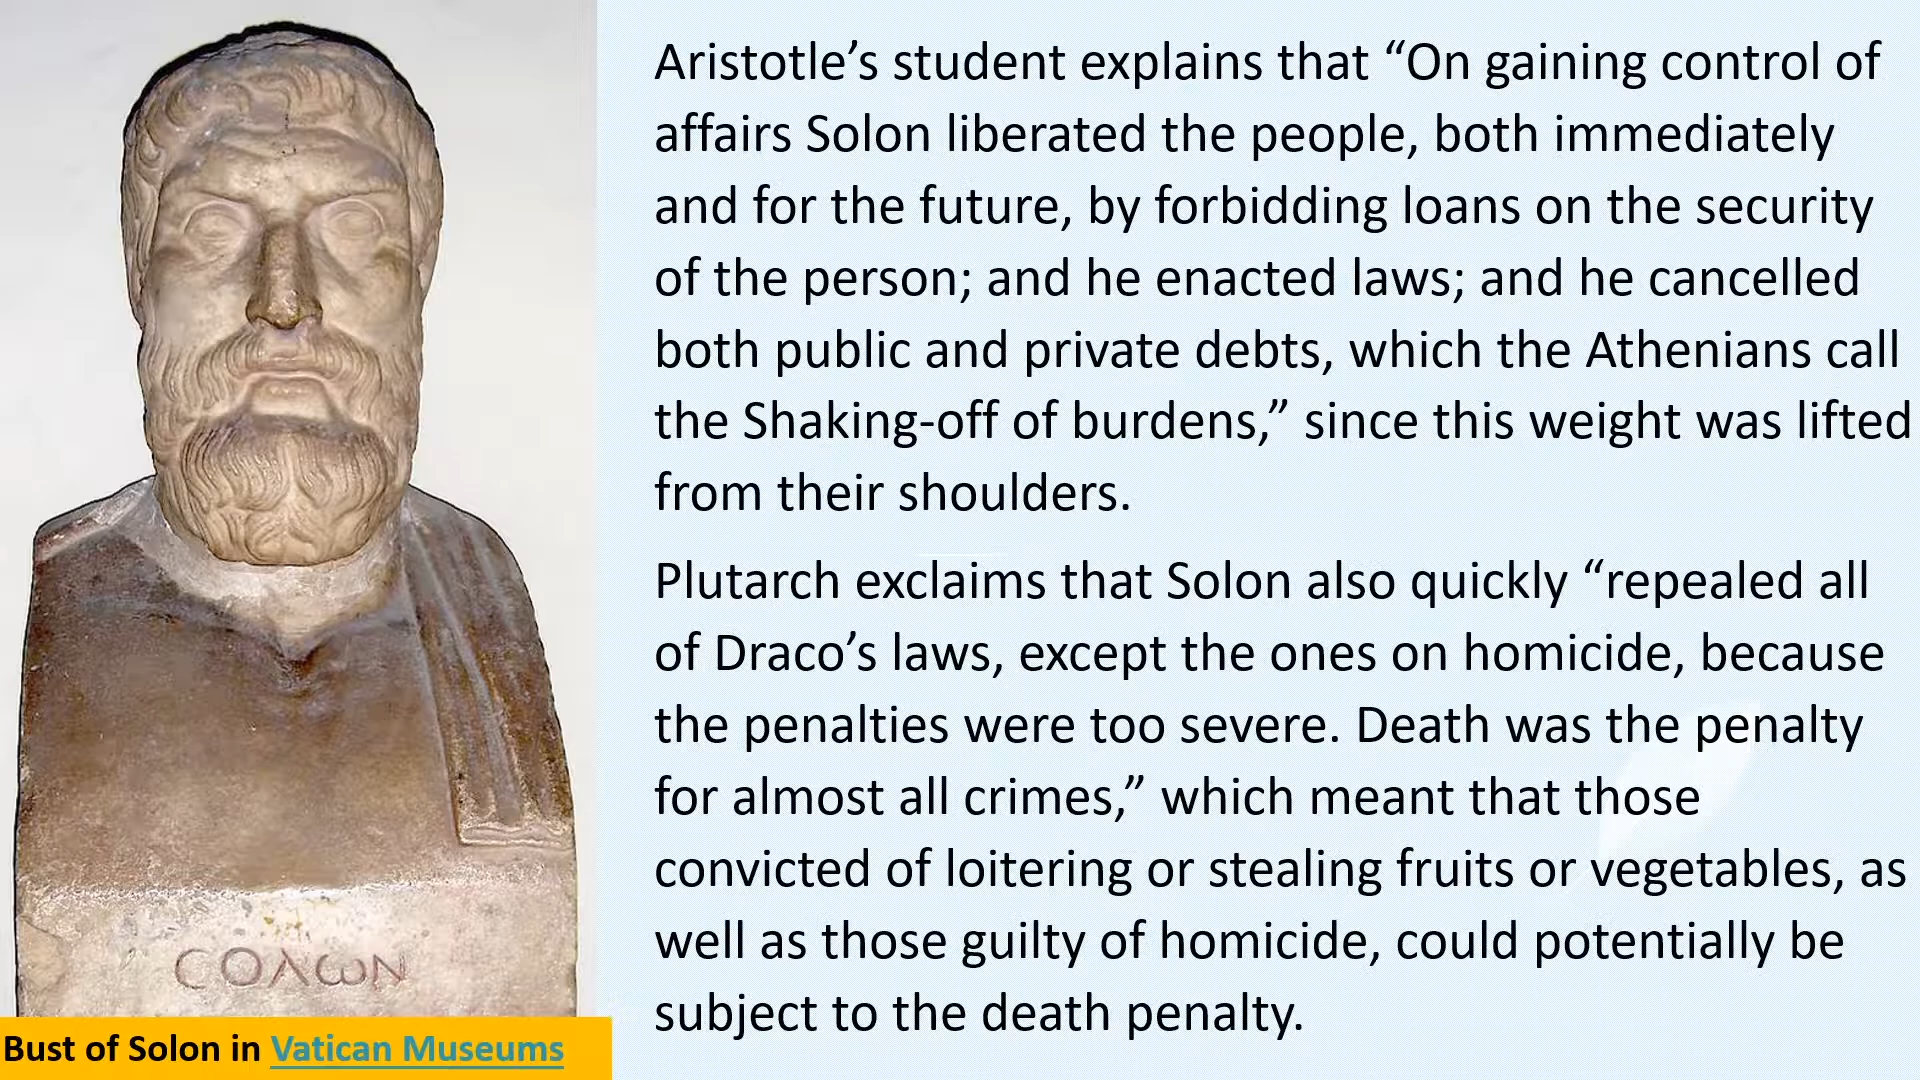 Aristotle’s student explains that “On gaining control of
affairs Solon liberated the people, both immediately
and for the future, by forbidding loans on the security
of the person; and he enacted laws; and he cancelled
both public and private debts, which the Athenians call
the Shaking-off of burdens,” since this weight was lifted
from their shoulders.
Plutarch exclaims that Solon also quickly “repealed all
of Draco’s laws, except the ones on homicide, because
the penalties were too severe. Death was the penalty
for almost all crimes,” which meant that those
convicted of loitering or stealing fruits or vegetables, as
well as those guilty of homicide, could potentially be
subject to the death penalty.
ϹΟΛωΝ
Bust of Solon in Vatican Museums